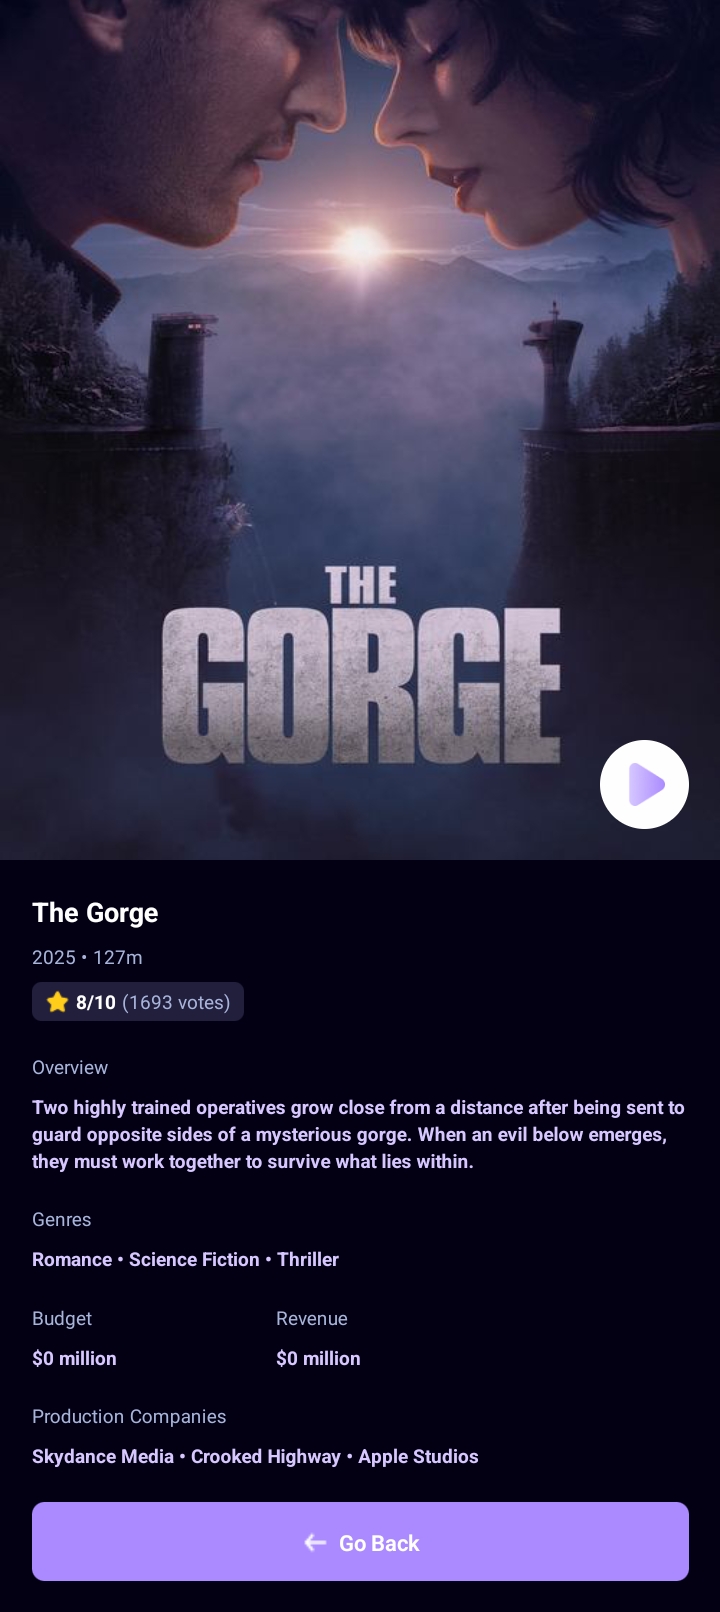 THE
GORGE
The Gorge
2025 • 127m
8/10 (1693 votes)
Overview
Two highly trained operatives grow close from a distance after being sent to
guard opposite sides of a mysterious gorge. When an evil below emerges,
they must work together to survive what lies within.
Genres
Romance • Science Fiction • Thriller
Budget Revenue
$0 million $0 million
Production Companies
Skydance Media • Crooked Highway • Apple Studios
Go Back